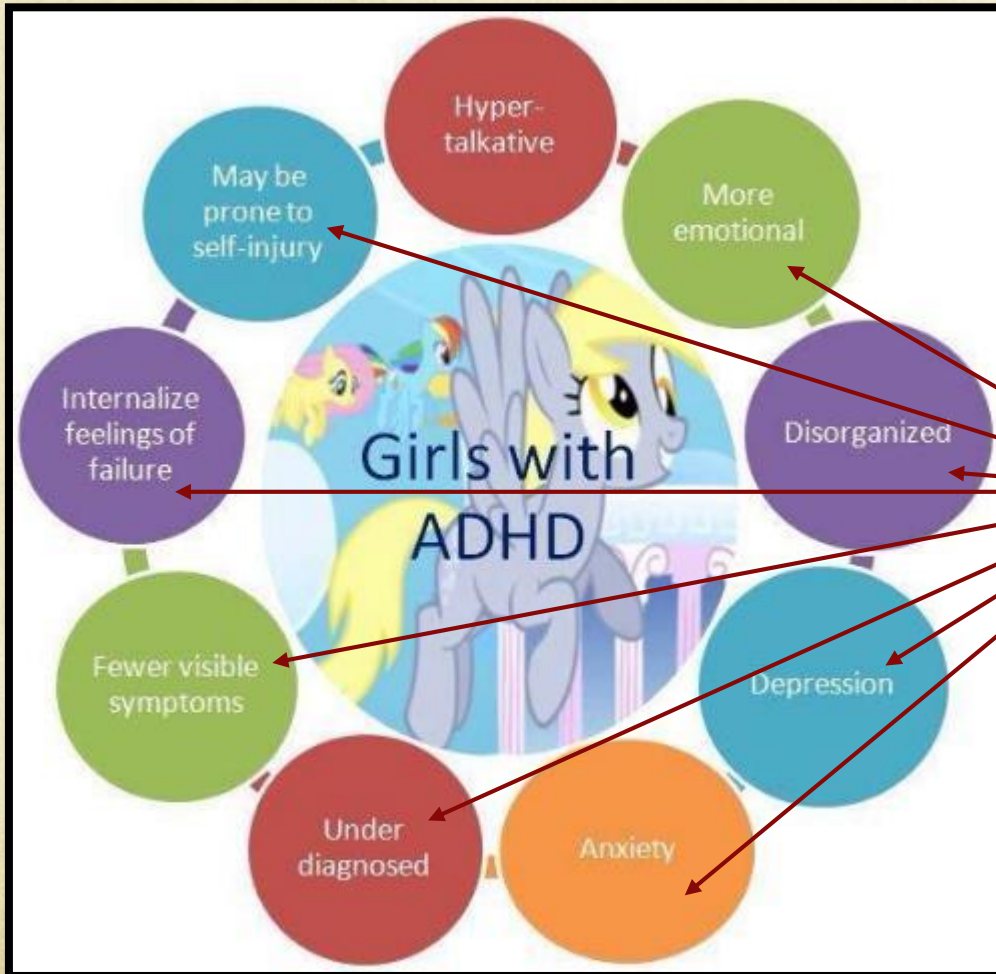 Hyper-
talkative
More
emotional
Disorganized
Depression
Anxiety
Under
diagnosed
Fewer visible
symptoms
Internalize
feelings of
failure
May be
prone to
self-injury
Girls with
ADHD